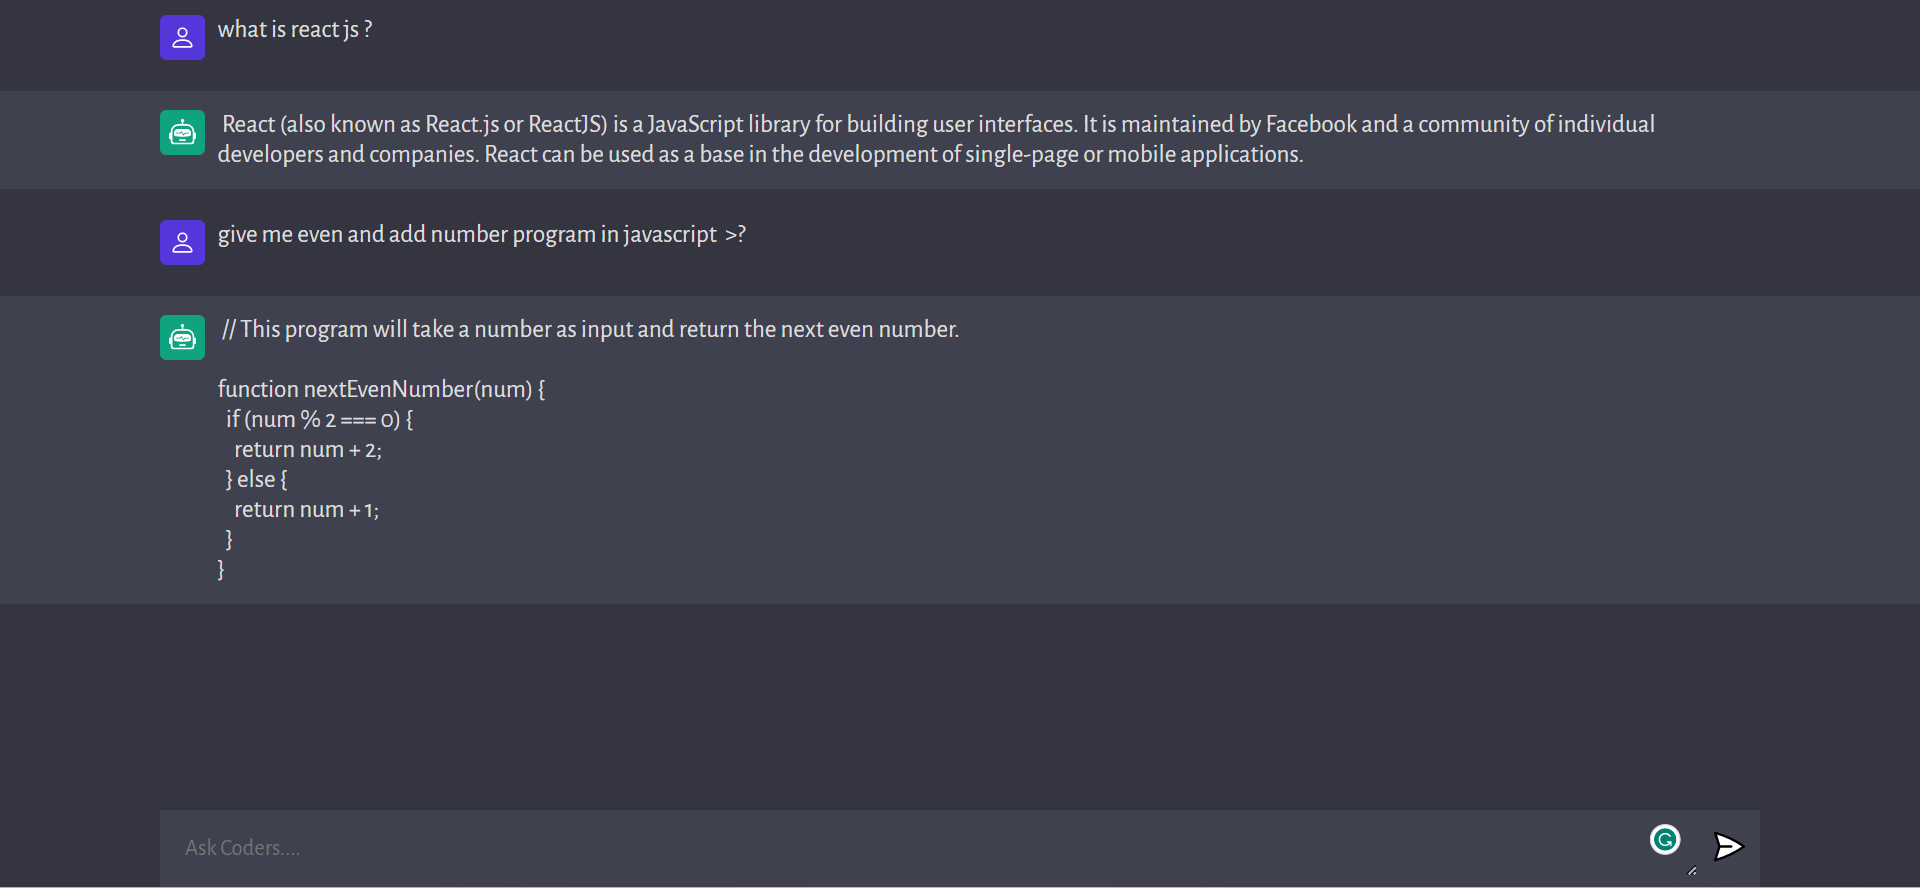 what is react js ?
React (also known as React.js or ReactJS) is a JavaScript library for building user interfaces. It is maintained by Facebook and a community of individual
developers and companies. React can be used as a base in the development of single-page or mobile applications.
give me even and add number program in javascript >?
// This program will take a number as input and return the next even number.
function nextEvenNumber(num) {
if (num % 2 === 0) {
return num + 2;
} else {
return num + 1;
}
}
Ask Coders....